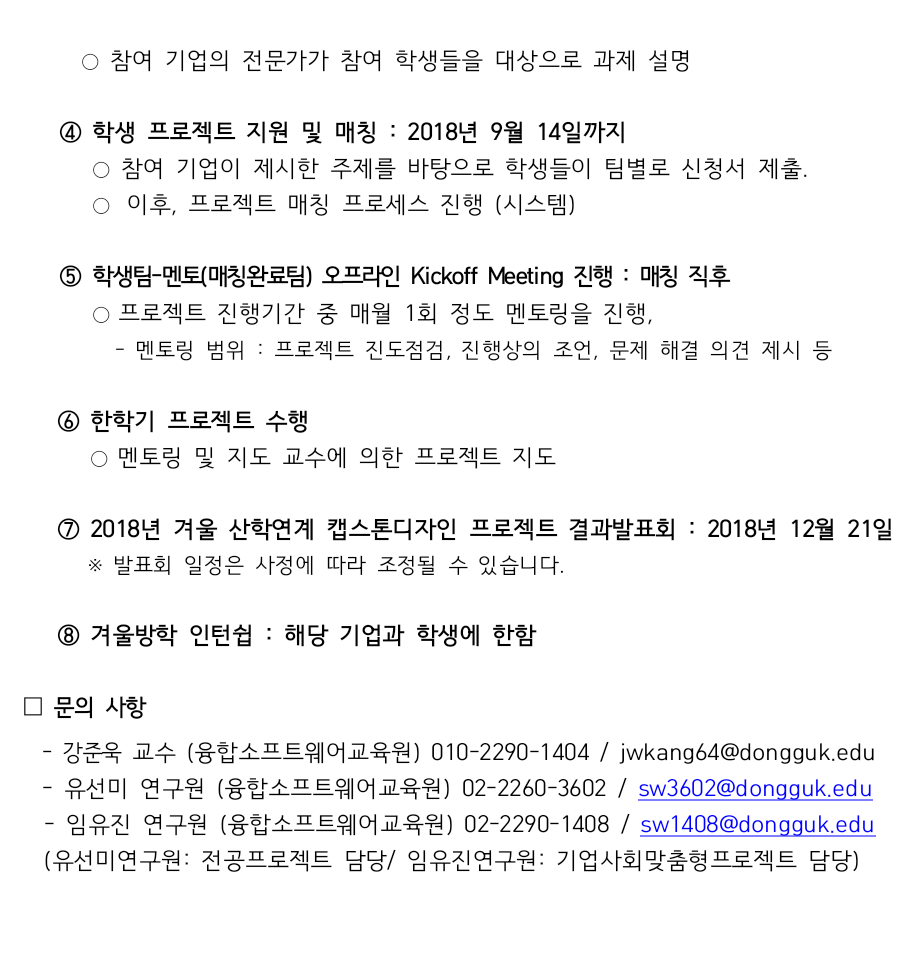 ○ 참여 기업의 전문가가 참여 학생들을 대상으로 과제 설명
④ 학생 프로젝트 지원 및 매칭 : 2018년 9월 14일까지
○ 참여 기업이 제시한 주제를 바탕으로 학생들이 팀별로 신청서 제출.
○ 이후, 프로젝트 매칭 프로세스 진행 (시스템)
⑤ 학생팀-멘토(매칭완료팀) 오프라인 Kickoff Meeting 진행 : 매칭 직후
○ 프로젝트 진행기간 중 매월 1회 정도 멘토링을 진행,
- 멘토링 범위 : 프로젝트 진도점검, 진행상의 조언, 문제 해결 의견 제시 등
⑥ 한학기 프로젝트 수행
○ 멘토링 및 지도 교수에 의한 프로젝트 지도
⑦ 2018년 겨울 산학연계 캡스톤디자인 프로젝트 결과발표회 : 2018년 12월 21일
※ 발표회 일정은 사정에 따라 조정될 수 있습니다.
⑧ 겨울방학 인턴쉽 : 해당 기업과 학생에 한함
□ 문의 사항
- 강준욱 교수 (융합소프트웨어교육원) 010-2290-1404 / jwkang64@dongguk.edu
- 유선미 연구원 (융합소프트웨어교육원) 02-2260-3602 / sw3602@dongguk.edu
- 임유진 연구원 (융합소프트웨어교육원) 02-2290-1408 / sw1408@dongguk.edu
(유선미연구원: 전공프로젝트 담당/ 임유진연구원: 기업사회맞춤형프로젝트 담당)